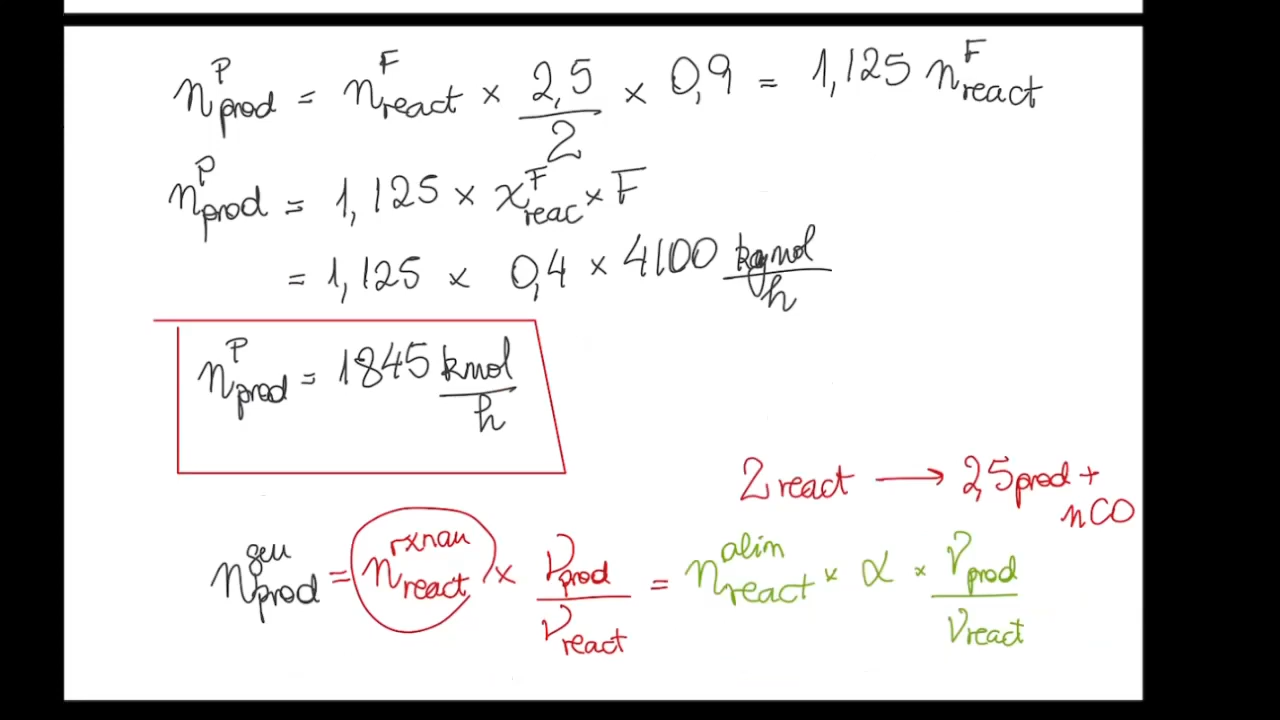 n^P_prod = n^F_react × 2,5/2 × 0,9 = 1,125 n^F_react
n^P_prod = 1,125 × x^F_reac × F
= 1,125 × 0,4 × 4100 kgmol/h
n^P_prod = 1845 kmol/h
2 react → 2,5 prod +
nCO
n^gen_prod = n^rxnan_react × ν_prod/ν_react = n^alim_react × α × ν_prod/ν_react